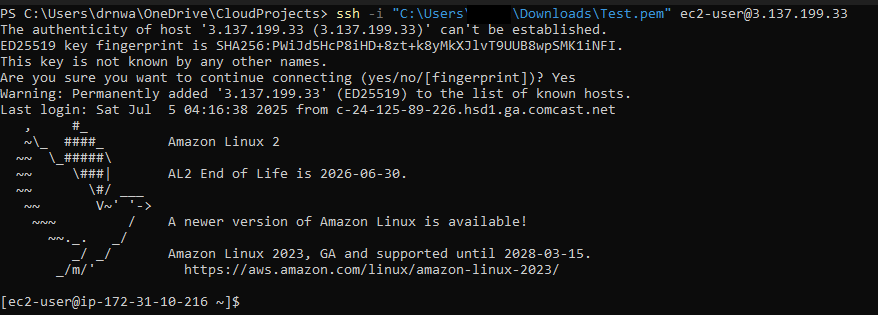 PS C:\Users\drnwa\OneDrive\CloudProjects> ssh -i "C:\Users\ \Downloads\Test.pem" ec2-user@3.137.199.33
The authenticity of host '3.137.199.33 (3.137.199.33)' can't be established.
ED25519 key fingerprint is SHA256:PWiJd5HcP8iHD+8zt+k8yMkXJlvT9UUB8wpSMK1iNFI.
This key is not known by any other names.
Are you sure you want to continue connecting (yes/no/[fingerprint])? Yes
Warning: Permanently added '3.137.199.33' (ED25519) to the list of known hosts.
Last login: Sat Jul  5 04:16:38 2025 from c-24-125-89-226.hsd1.ga.comcast.net
   ,     #_
   ~\_  ####_        Amazon Linux 2
  ~~  \_#####\
  ~~     \###|       AL2 End of Life is 2026-06-30.
  ~~       \#/ ___
   ~~       V~' '->
    ~~~         /    A newer version of Amazon Linux is available!
      ~~._.   _/
         _/ _/       Amazon Linux 2023, GA and supported until 2028-03-15.
       _/m/'           https://aws.amazon.com/linux/amazon-linux-2023/
[ec2-user@ip-172-31-10-216 ~]$